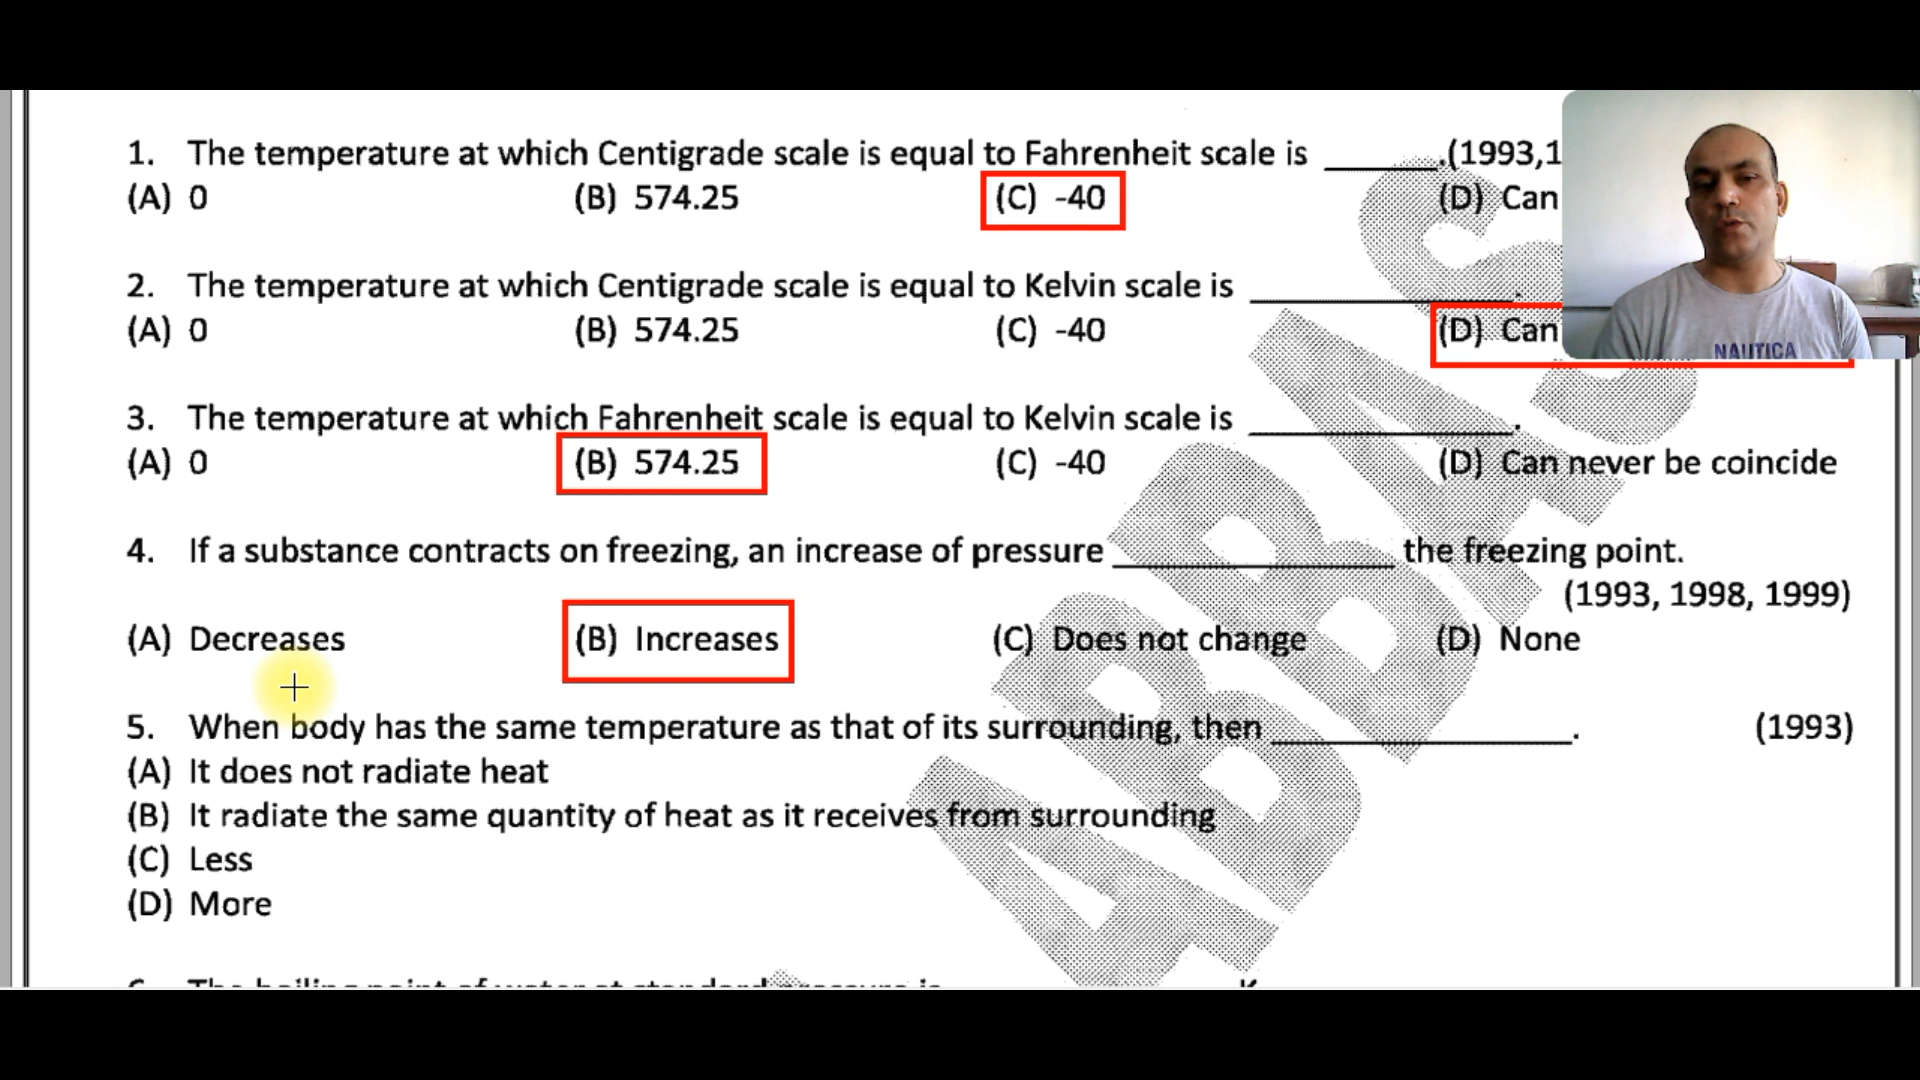 1. The temperature at which Centigrade scale is equal to Fahrenheit scale is ______.(1993,1
(A) 0 (B) 574.25 (C) -40 (D) Can
2. The temperature at which Centigrade scale is equal to Kelvin scale is ______________.
(A) 0 (B) 574.25 (C) -40 (D) Can
3. The temperature at which Fahrenheit scale is equal to Kelvin scale is ______________.
(A) 0 (B) 574.25 (C) -40 (D) Can never be coincide
4. If a substance contracts on freezing, an increase of pressure _______________ the freezing point.
(1993, 1998, 1999)
(A) Decreases (B) Increases (C) Does not change (D) None
5. When body has the same temperature as that of its surrounding, then ________________. (1993)
(A) It does not radiate heat
(B) It radiate the same quantity of heat as it receives from surrounding
(C) Less
(D) More
NAUTICA
ABBAS